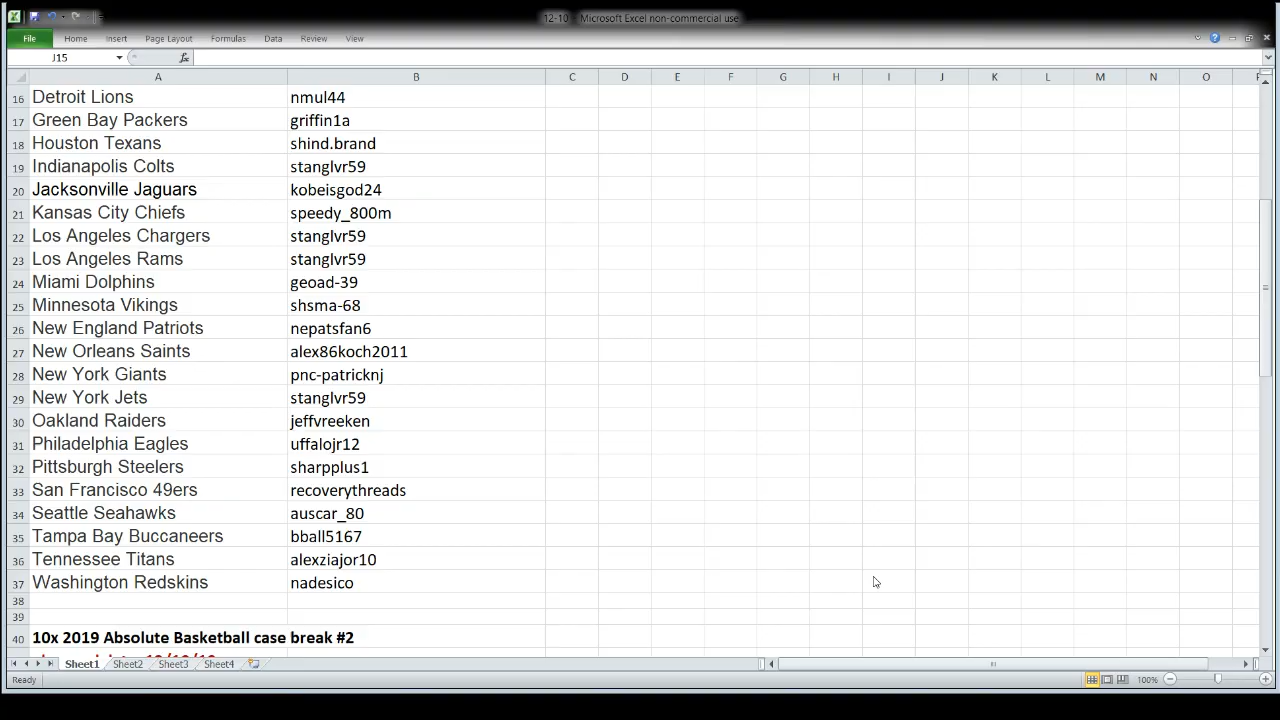 12-10 - Microsoft Excel non-commercial use
File Home Insert Page Layout Formulas Data Review View
J15 fx
A B C D E F G H I J K L M N O
16 Detroit Lions nmul44
17 Green Bay Packers griffin1a
18 Houston Texans shind.brand
19 Indianapolis Colts stanglvr59
20 Jacksonville Jaguars kobeisgod24
21 Kansas City Chiefs speedy_800m
22 Los Angeles Chargers stanglvr59
23 Los Angeles Rams stanglvr59
24 Miami Dolphins geoad-39
25 Minnesota Vikings shsma-68
26 New England Patriots nepatsfan6
27 New Orleans Saints alex86koch2011
28 New York Giants pnc-patricknj
29 New York Jets stanglvr59
30 Oakland Raiders jeffvreeken
31 Philadelphia Eagles uffalojr12
32 Pittsburgh Steelers sharpplus1
33 San Francisco 49ers recoverythreads
34 Seattle Seahawks auscar_80
35 Tampa Bay Buccaneers bball5167
36 Tennessee Titans alexziajor10
37 Washington Redskins nadesico
38
39
40 10x 2019 Absolute Basketball case break #2
Sheet1 Sheet2 Sheet3 Sheet4
Ready 100%